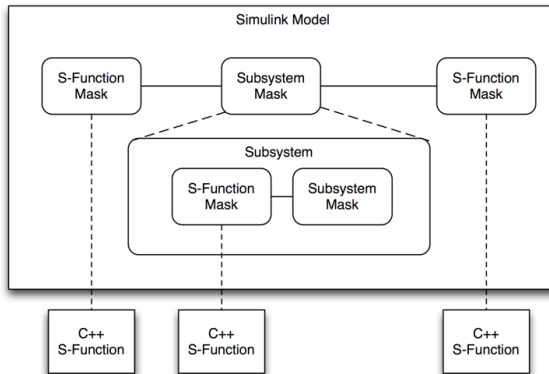 Simulink Model
S-Function
Mask
Subsystem
Mask
S-Function
Mask
Subsystem
S-Function
Mask
Subsystem
Mask
C++
S-Function
C++
S-Function
C++
S-Function